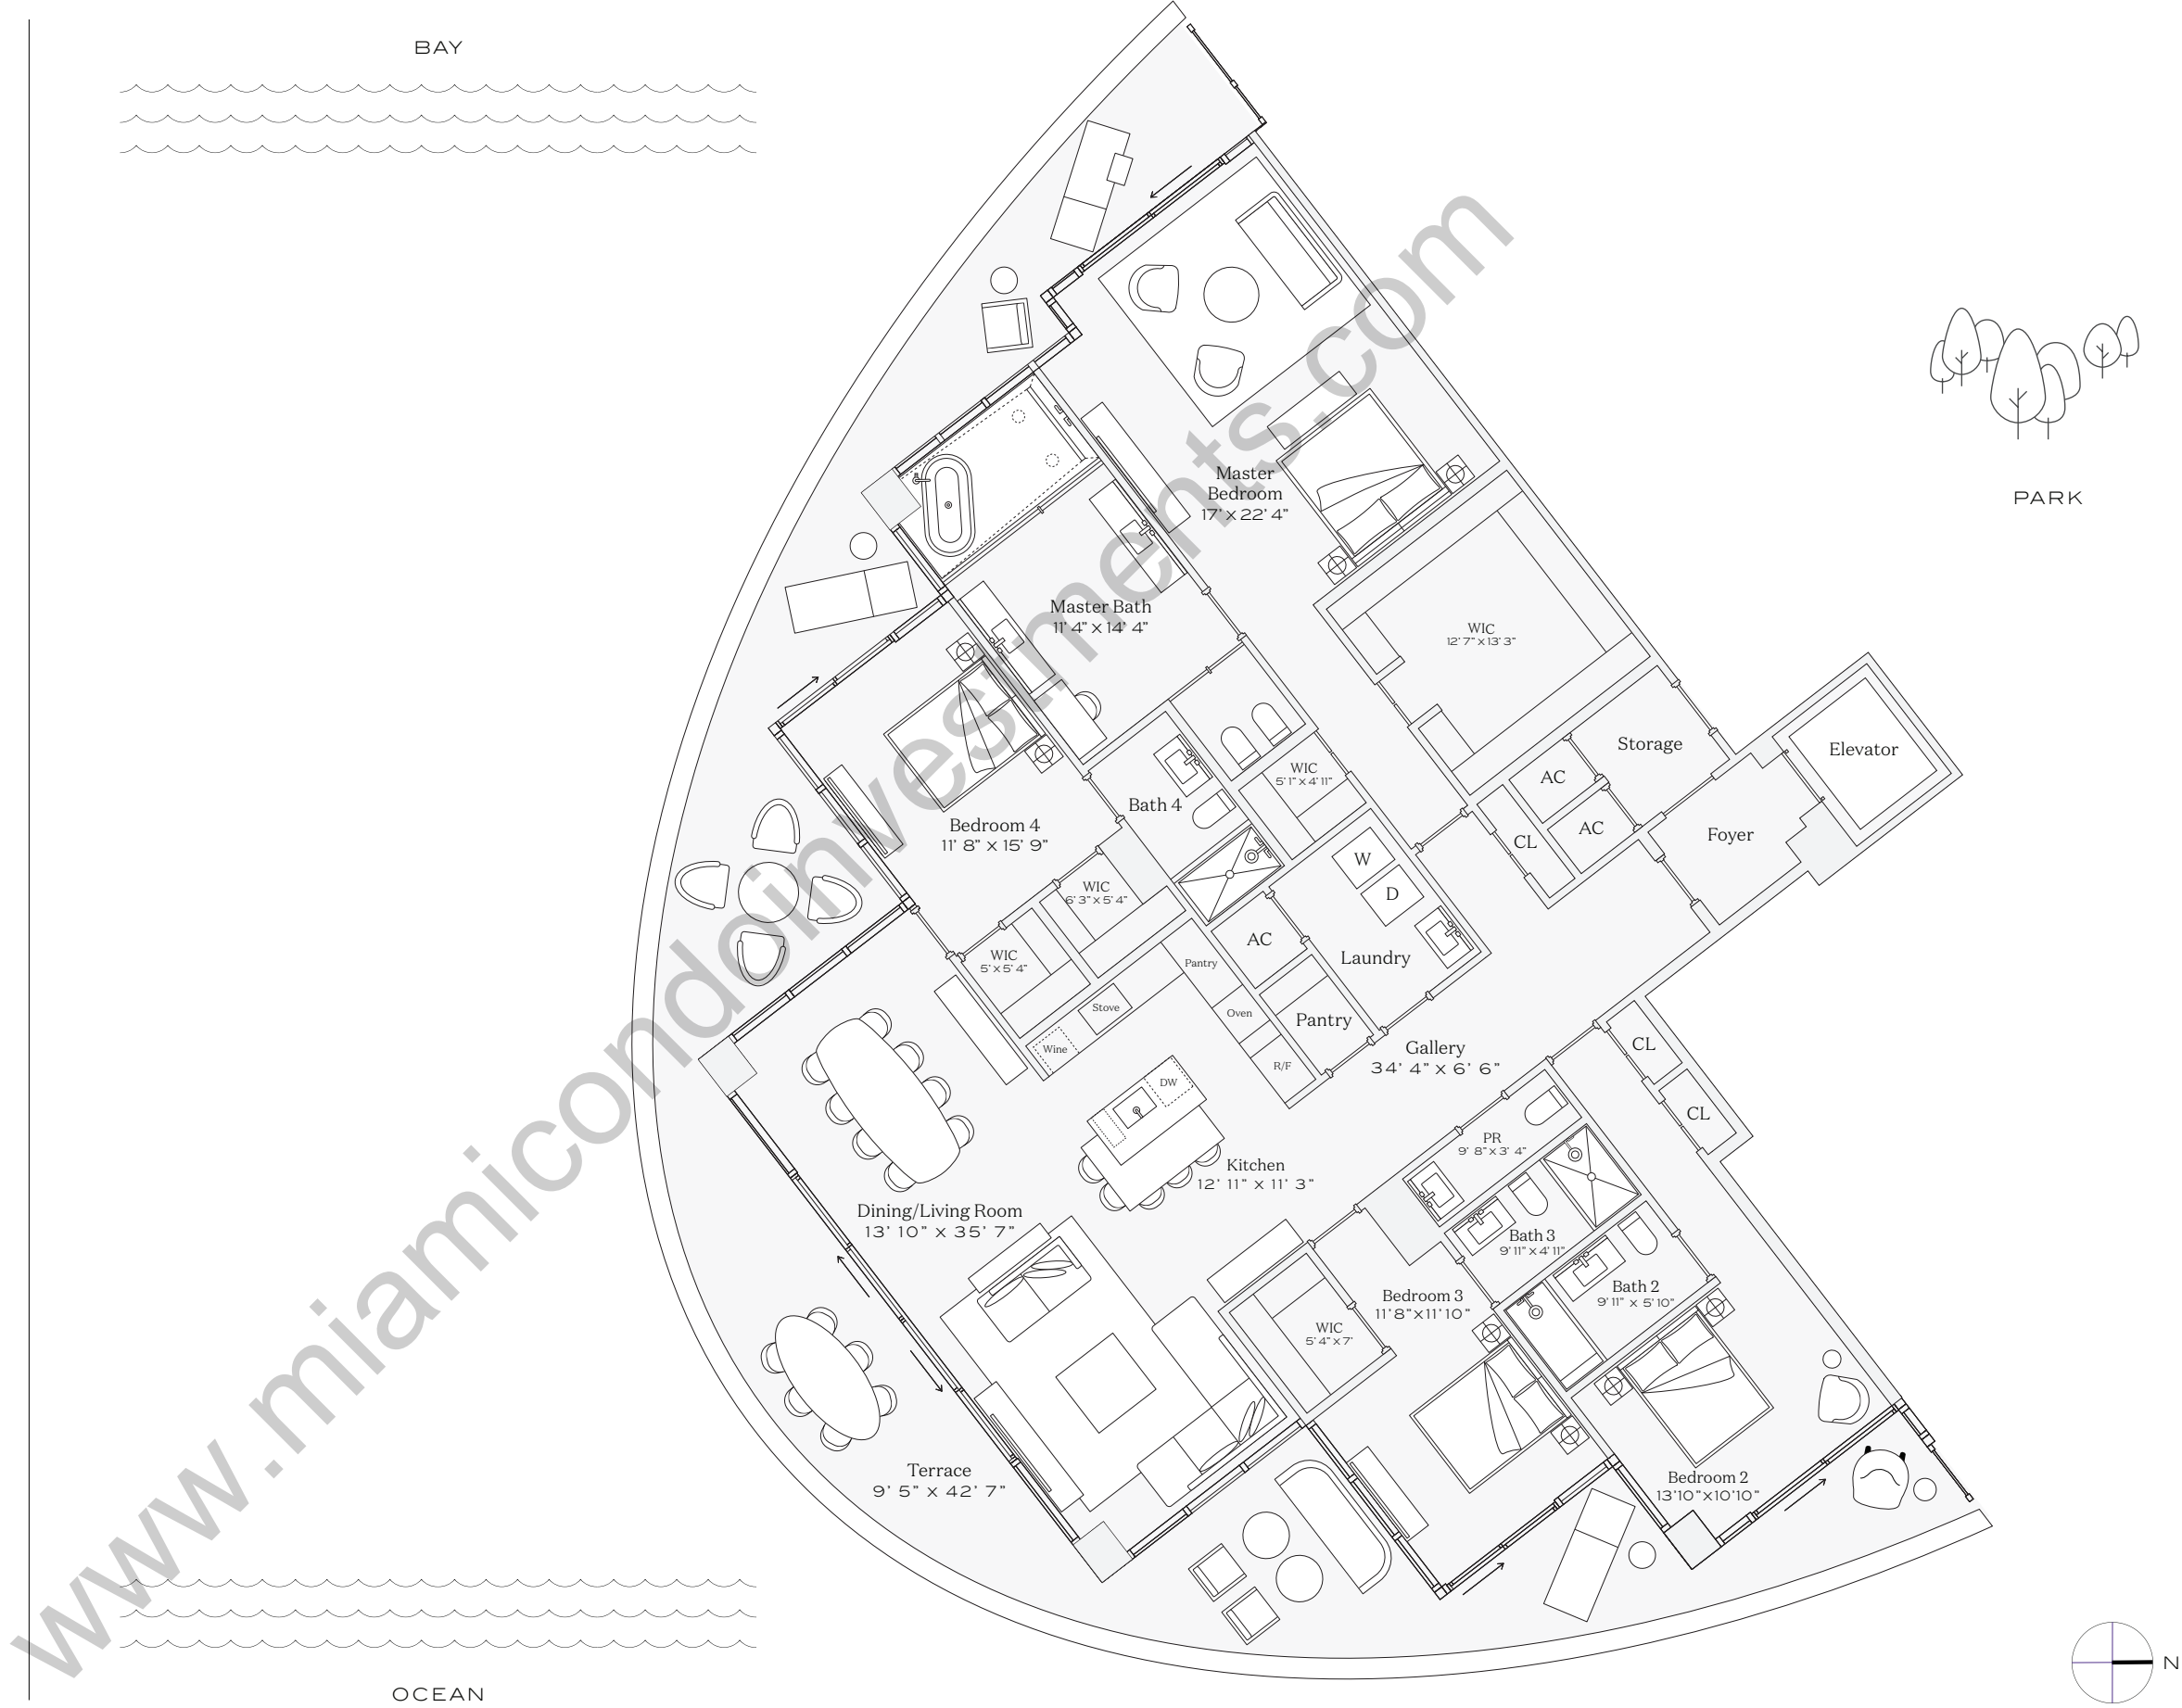 BAY
PARK
Master
Bedroom
17' X 22' 4"
Master Bath
11' 4" X 14' 4"
WIC
12' 7" X 13' 3"
Storage
Elevator
AC
AC
CL
Foyer
WIC
5' 1" X 4' 11"
Bath 4
Bedroom 4
11' 8" X 15' 9"
W
D
WIC
6' 3" X 5' 4"
WIC
5' X 5' 4"
AC
Laundry
Pantry
Stove
Oven
Pantry
Wine
R/F
Gallery
34' 4" X 6' 6"
CL
CL
DW
PR
9' 8" X 3' 4"
Kitchen
12' 11" X 11' 3"
Dining/Living Room
13' 10" X 35' 7"
Bath 3
9' 11" X 4' 11"
Bath 2
9' 11" X 5' 10"
Bedroom 3
11'8"X11'10"
WIC
5' 4" X 7'
Terrace
9' 5" X 42' 7"
Bedroom 2
13'10"X10'10"
OCEAN
N
www.miamicondoinvestments.com